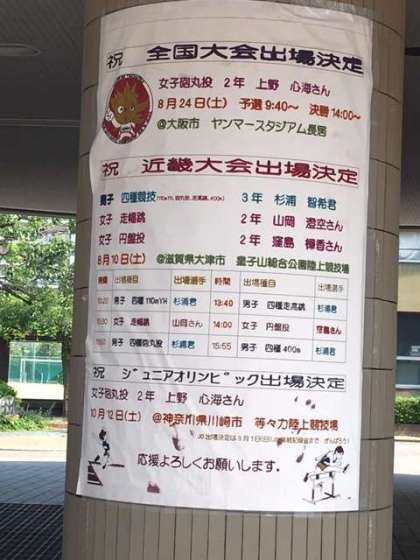 祝 全国大会出場決定
女子砲丸投 2年 上野 心海さん
8月24日(土) 予選9:40~ 決勝14:00~
@大阪市 ヤンマースタジアム長居
祝 近畿大会出場決定
男子 四種競技(110mYH, 砲丸投, 走高跳, 400m) 3年 杉浦 智希君
女子 走幅跳 2年 山岡 澄空さん
女子 円盤投 2年 窪島 樺香さん
8月10日(土) @滋賀県大津市 皇子山総合公園陸上競技場
時間 出場種目 出場選手 時間 出場種目 出場選手
男子 四種110mYH 杉浦君 13:40 男子 四種走高跳 杉浦君
女子 走幅跳 山岡さん 14:00 女子 円盤投 窪島さん
男子 四種砲丸投 杉浦君 15:55 男子 四種400m 杉浦君
祝 ジュニアオリンピック出場決定
女子砲丸投 2年 上野 心海さん
10月12日(土) @神奈川県川崎市 等々力陸上競技場
応援よろしくお願いします。